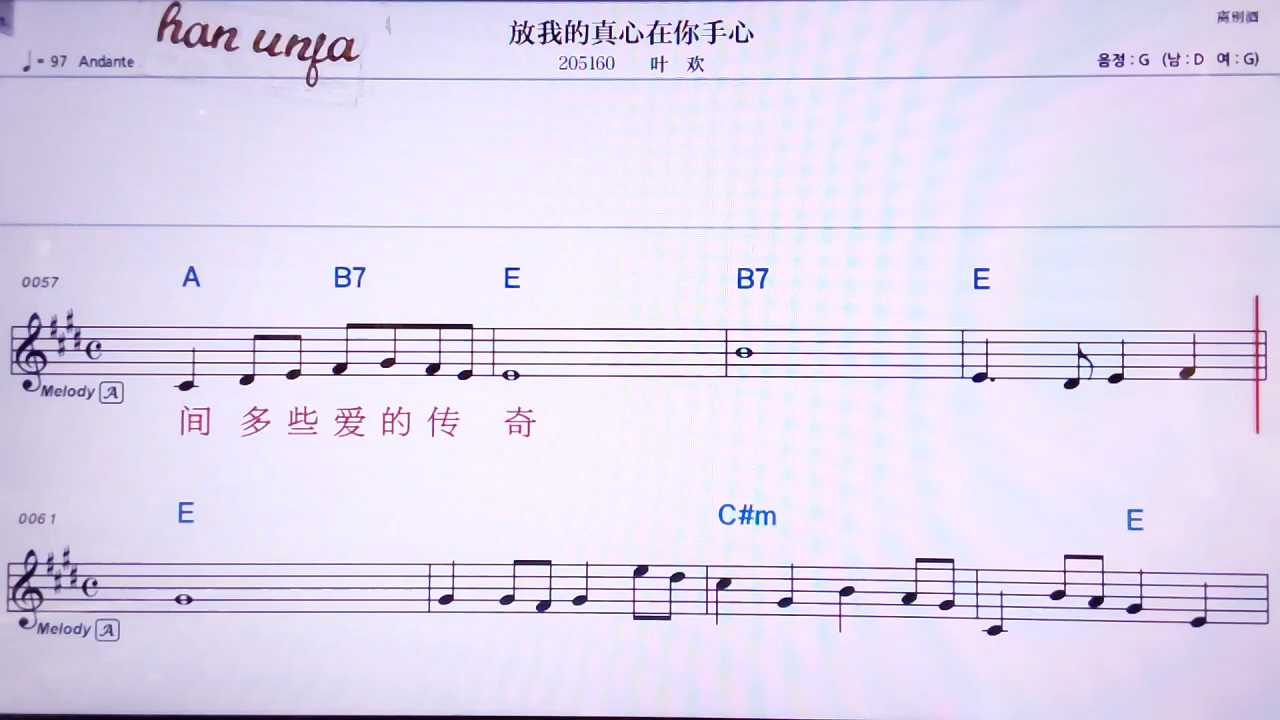 han unfa
放我的真心在你手心
离别酒
♩= 97 Andante
205160 叶 欢
음정 : G (남 : D 여 : G)
0057 A B7 E B7 E
Melody A
间 多 些 爱 的 传 奇
0061 E C#m E
Melody A